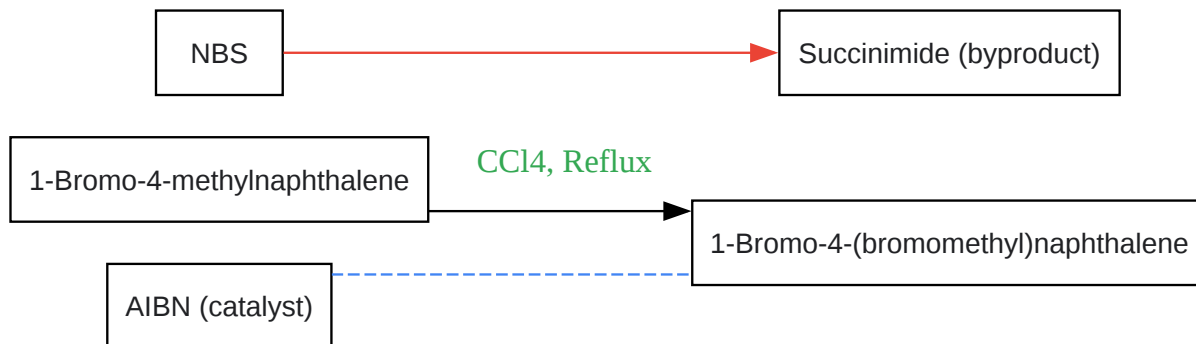 NBS
Succinimide (byproduct)
1-Bromo-4-methylnaphthalene
CCl4, Reflux
1-Bromo-4-(bromomethyl)naphthalene
AIBN (catalyst)